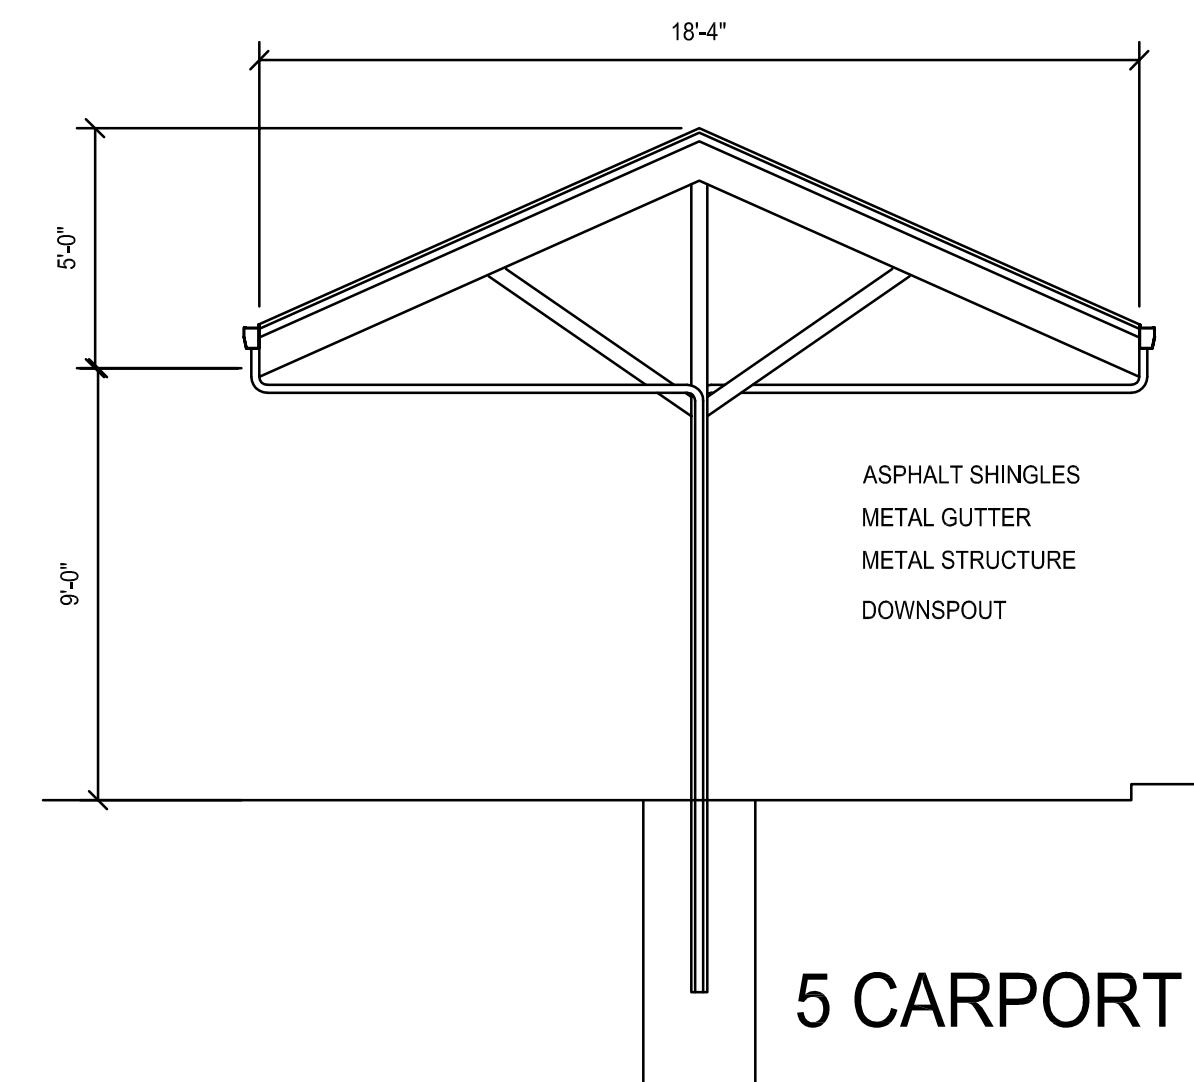 18'-4"
5'-0"
9'-0"
ASPHALT SHINGLES
METAL GUTTER
METAL STRUCTURE
DOWNSPOUT
5 CARPORT